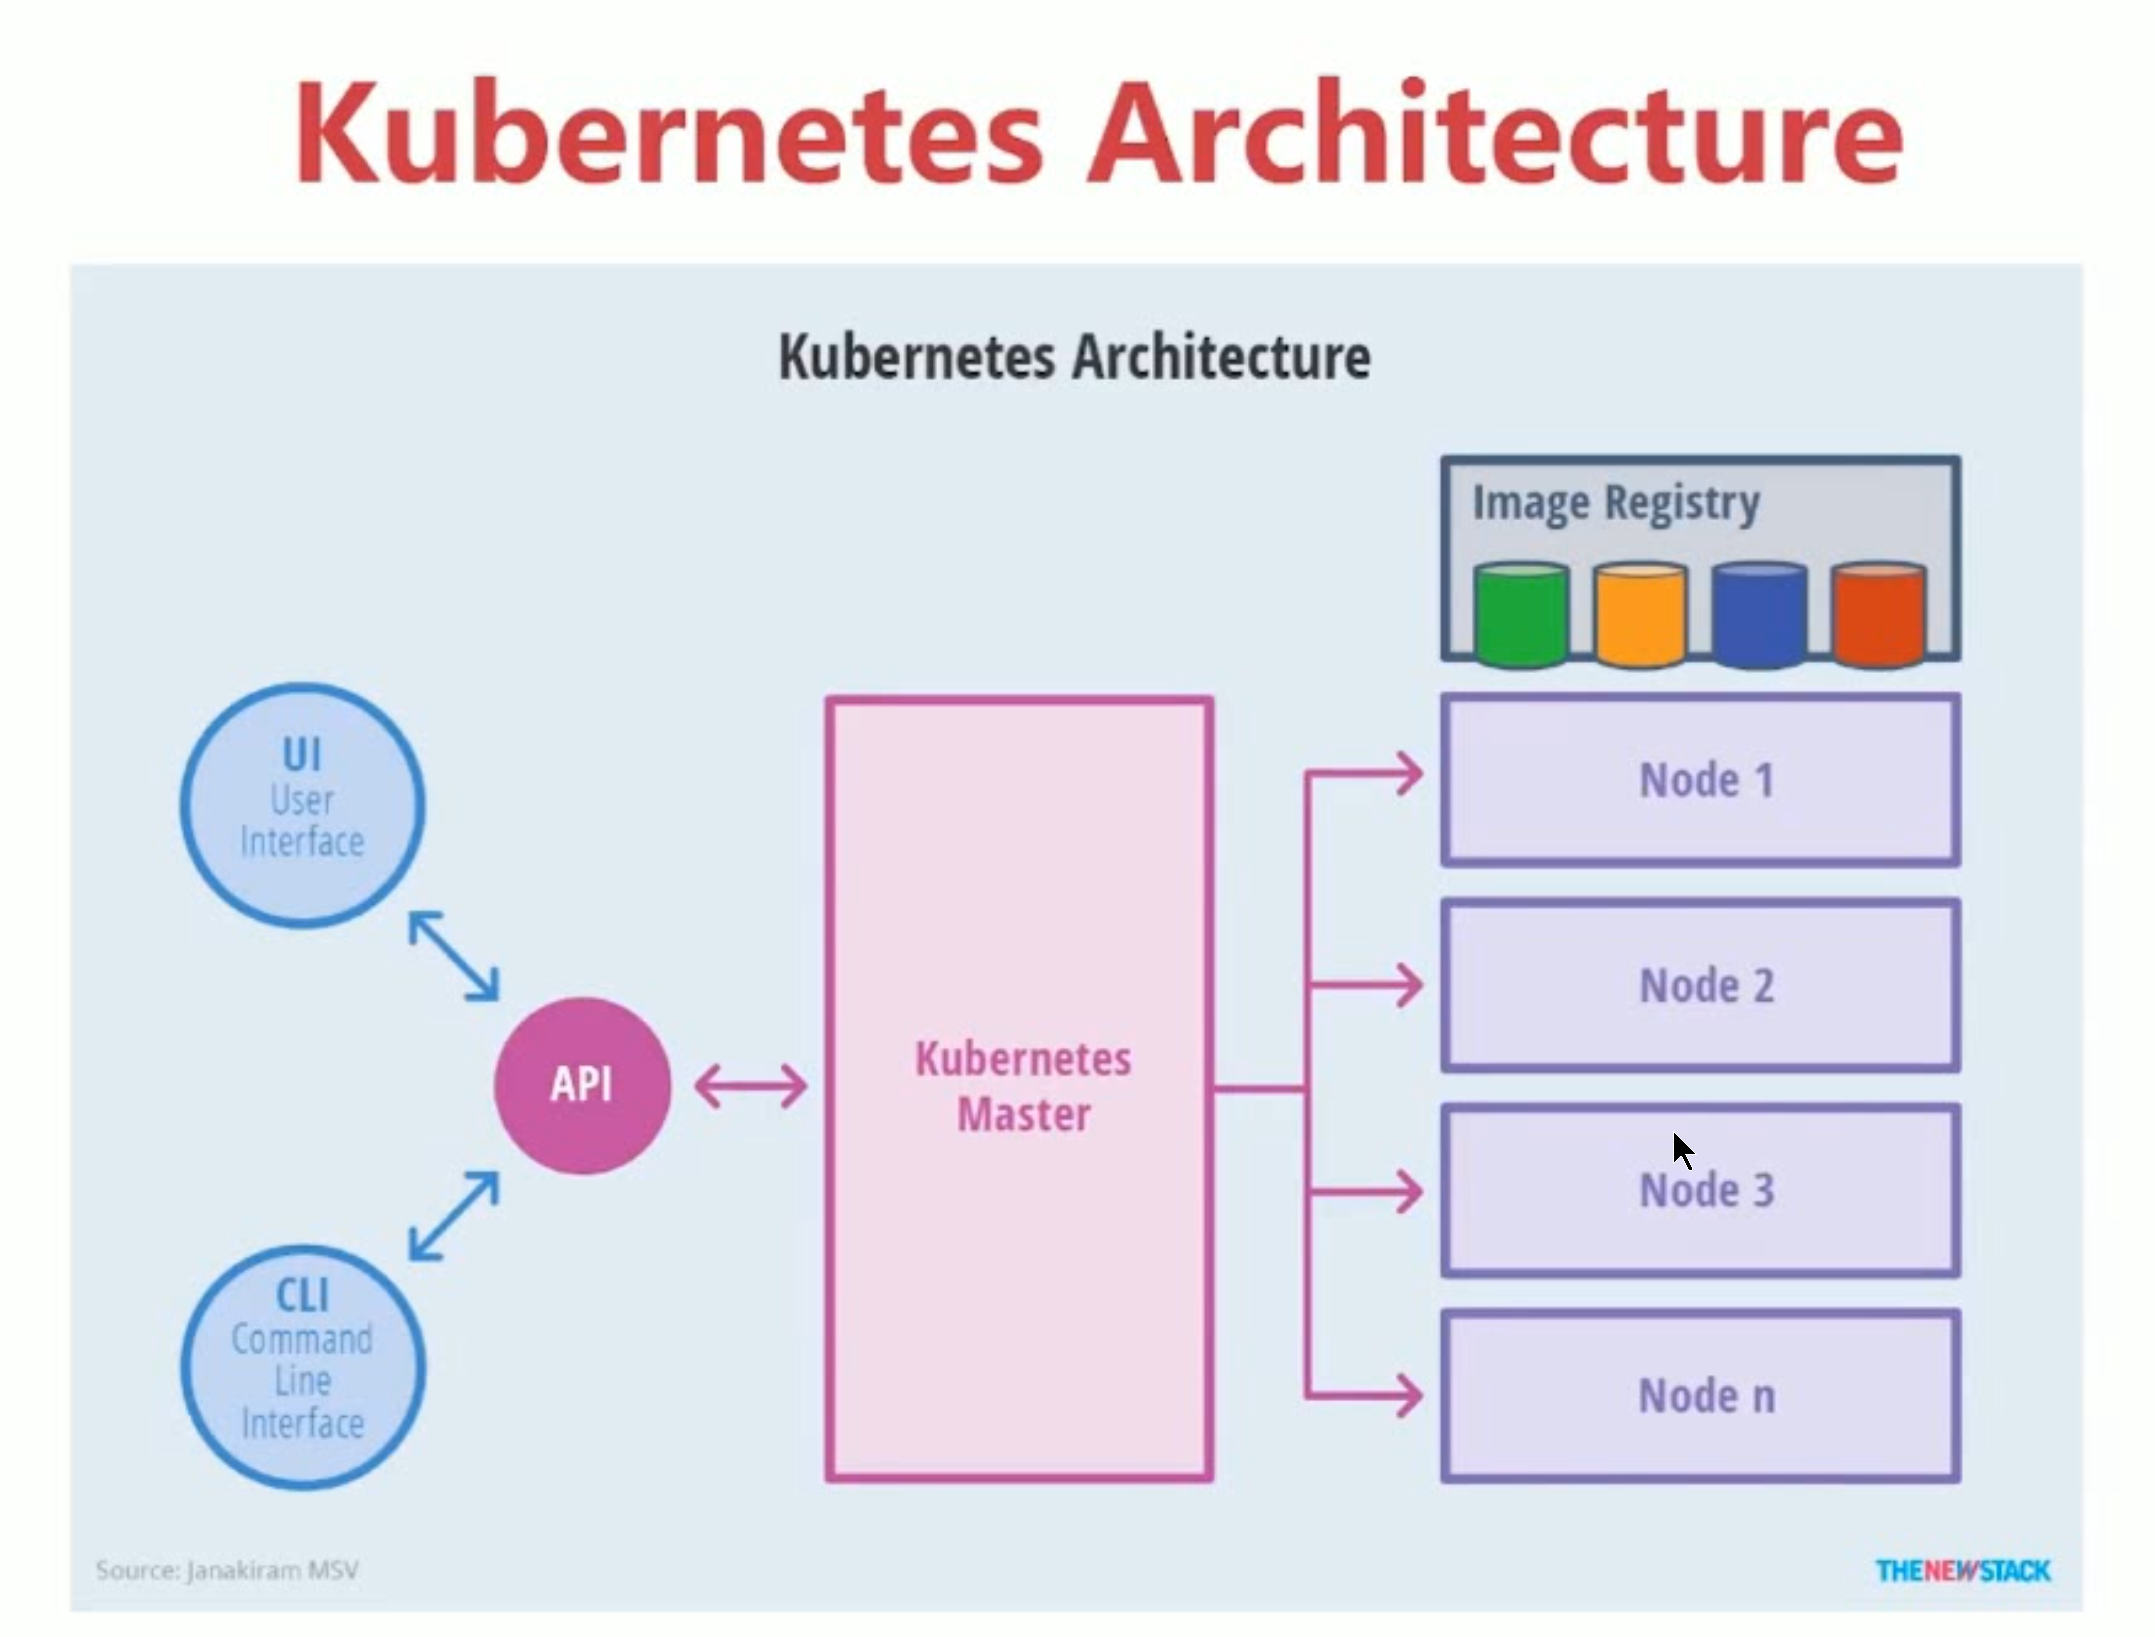 Kubernetes Architecture
Kubernetes Architecture
Image Registry
UI
User
Interface
API
CLI
Command
Line
Interface
Kubernetes
Master
Node 1
Node 2
Node 3
Node n
Source: Janakiram MSV
THENEWSTACK